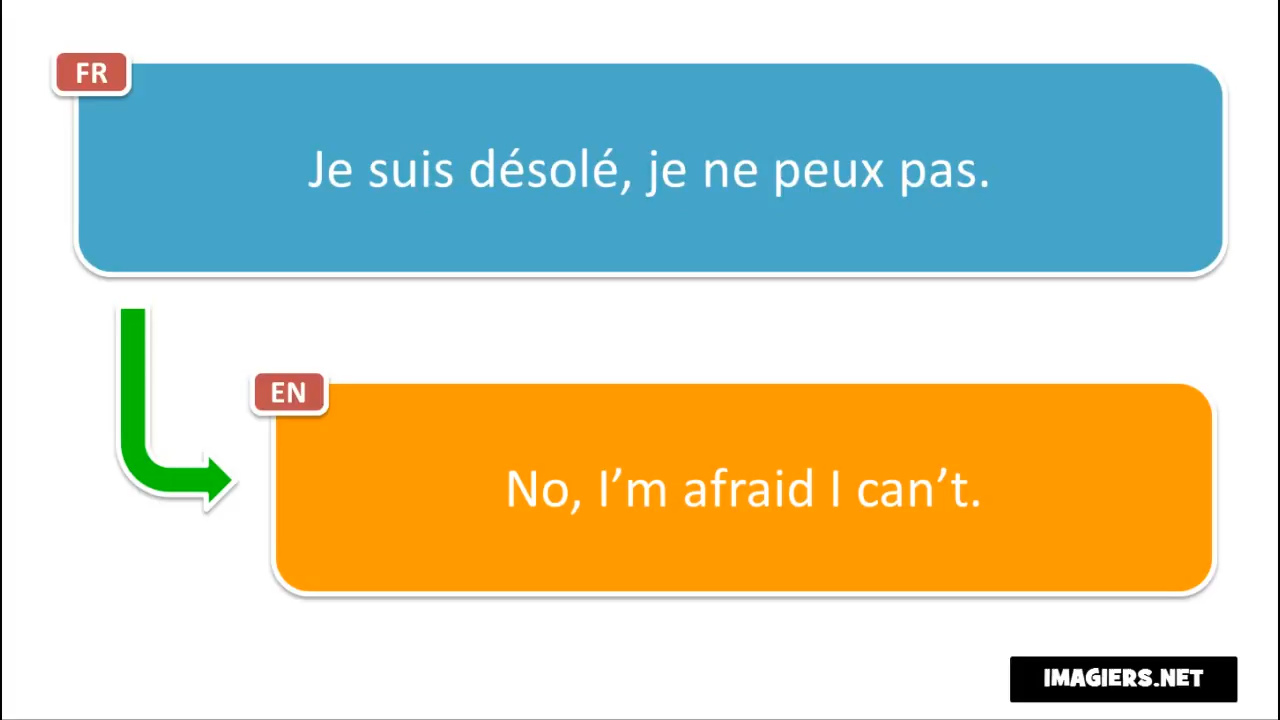 FR
Je suis désolé, je ne peux pas.
EN
No, I’m afraid I can’t.
IMAGIERS.NET